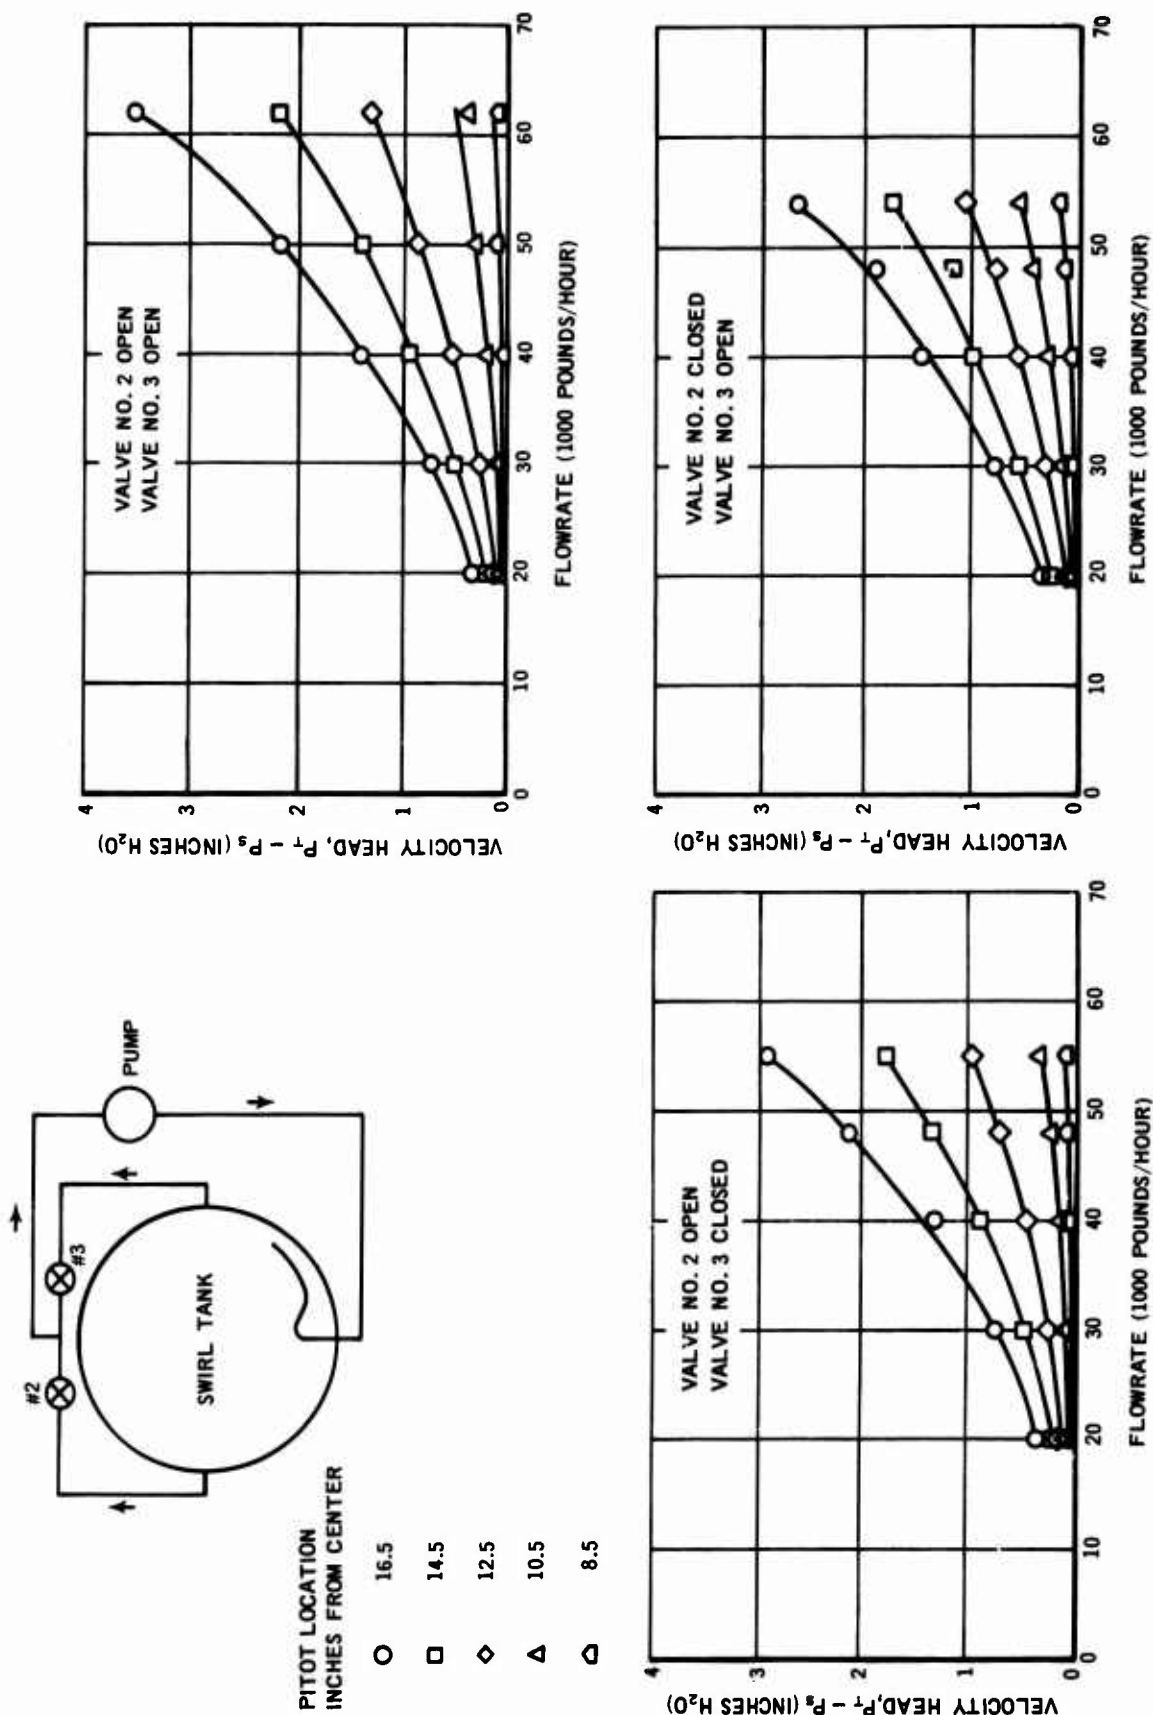 PITOT LOCATION
INCHES FROM CENTER
16.5
14.5
12.5
10.5
8.5
#2
#3
SWIRL TANK
PUMP
VELOCITY HEAD, PT – PS (INCHES H2O)
4
3
2
1
0
VALVE NO. 2 OPEN
VALVE NO. 3 OPEN
0 10 20 30 40 50 60 70
FLOWRATE (1000 POUNDS/HOUR)
VELOCITY HEAD, PT – PS (INCHES H2O)
4
3
2
1
0
VALVE NO. 2 OPEN
VALVE NO. 3 CLOSED
0 10 20 30 40 50 60 70
FLOWRATE (1000 POUNDS/HOUR)
VELOCITY HEAD, PT – PS (INCHES H2O)
4
3
2
1
0
VALVE NO. 2 CLOSED
VALVE NO. 3 OPEN
0 10 20 30 40 50 60 70
FLOWRATE (1000 POUNDS/HOUR)